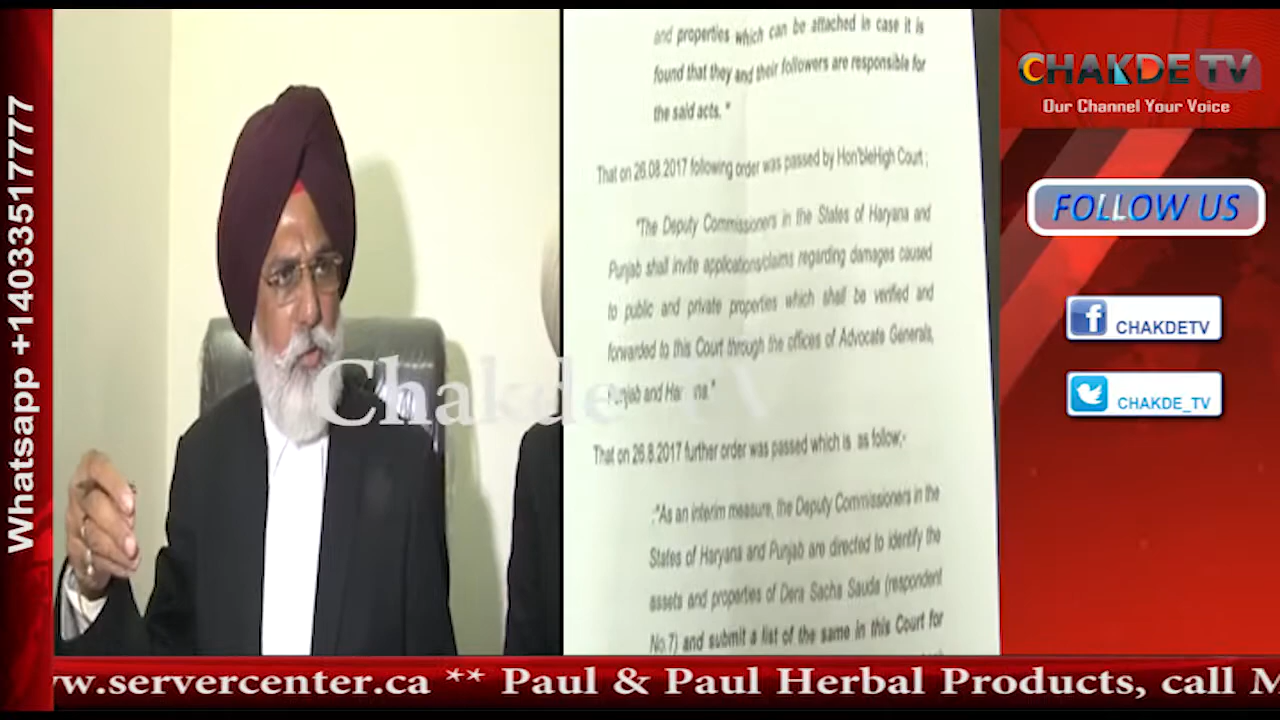 Whatsapp +14033517777
and properties which can be attached in case it is
found that they and their followers are responsible for
the said acts. "
That on 26.08.2017 following order was passed by Hon'bleHigh Court ;
"The Deputy Commissioners in the States of Haryana and
Punjab shall invite applications/claims regarding damages caused
to public and private properties which shall be verified and
forwarded to this Court through the offices of Advocate Generals,
Punjab and Har na."
That on 26.8.2017 further order was passed which is as follow;-
:"As an interim measure, the Deputy Commissioners in the
States of Haryana and Punjab are directed to identify the
assets and properties of Dera Sacha Sauda (respondent
No.7) and submit a list of the same in this Court for
Chakde TV
CHAKDE TV
Our Channel Your Voice
FOLLOW US
CHAKDETV
CHAKDE_TV
w.servercenter.ca ** Paul & Paul Herbal Products, call M